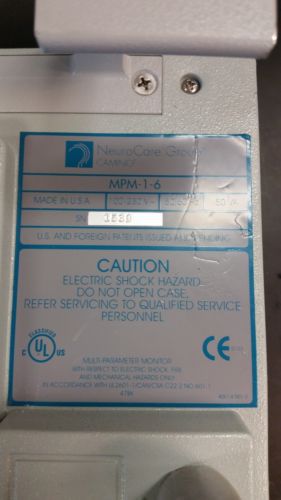 NeuroCare Group
CAMINO
MPM-1-6
MADE IN U.S.A.
SN 1539
U.S. AND FOREIGN PATENTS ISSUED AND PENDING
CAUTION
ELECTRIC SHOCK HAZARD
DO NOT OPEN CASE,
REFER SERVICING TO QUALIFIED SERVICE
PERSONNEL
CLASSIFIED
C UL US
CE
MULTI-PARAMETER MONITOR
WITH RESPECT TO ELECTRIC SHOCK, FIRE
AND MECHANICAL HAZARDS ONLY
IN ACCORDANCE WITH UL2601-1/CAN/CSA C22.2 NO.601.1
47BK